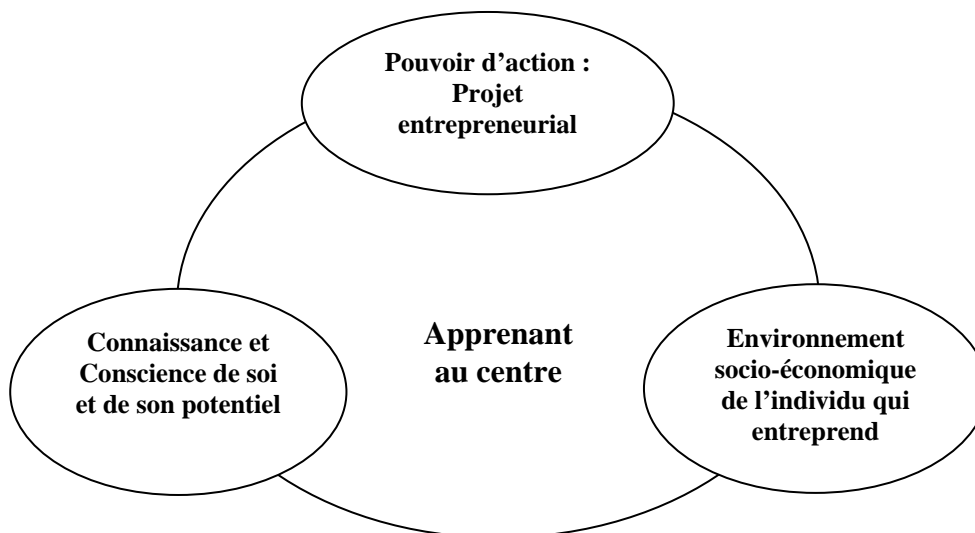 Pouvoir d’action :
Projet
entrepreneurial
Connaissance et
Conscience de soi
et de son potentiel
Apprenant
au centre
Environnement
socio-économique
de l’individu qui
entreprend